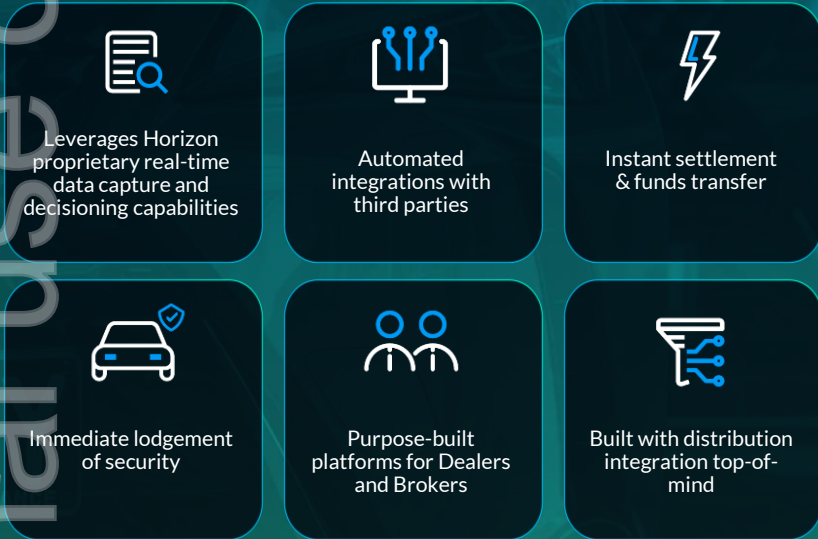 Leverages Horizon
proprietary real-time
data capture and
decisioning capabilities
Automated
integrations with
third parties
Instant settlement
& funds transfer
Immediate lodgement
of security
Purpose-built
platforms for Dealers
and Brokers
Built with distribution
integration top-of-
mind